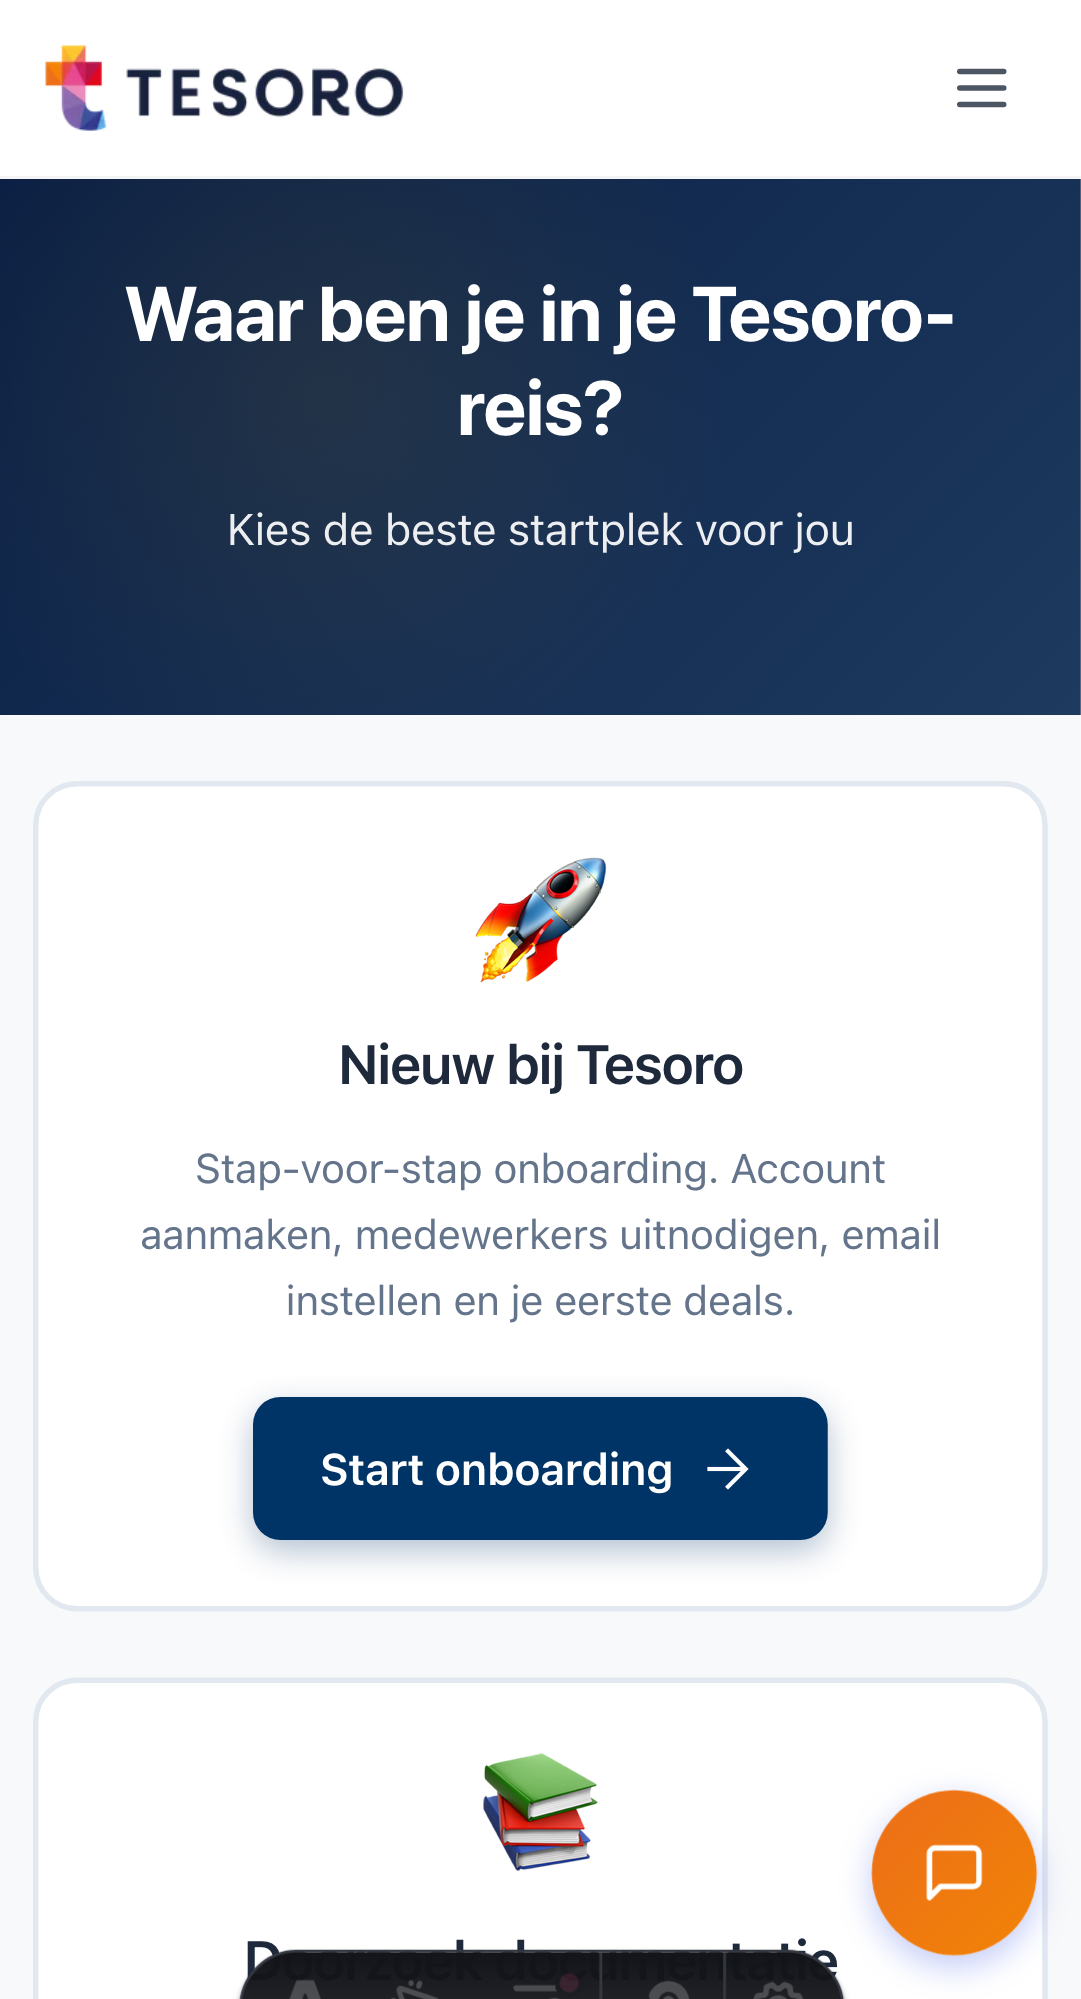 TESORO
Waar ben je in je Tesoro-
reis?
Kies de beste startplek voor jou
Nieuw bij Tesoro
Stap-voor-stap onboarding. Account
aanmaken, medewerkers uitnodigen, email
instellen en je eerste deals.
Start onboarding
Doorzoek documentatie